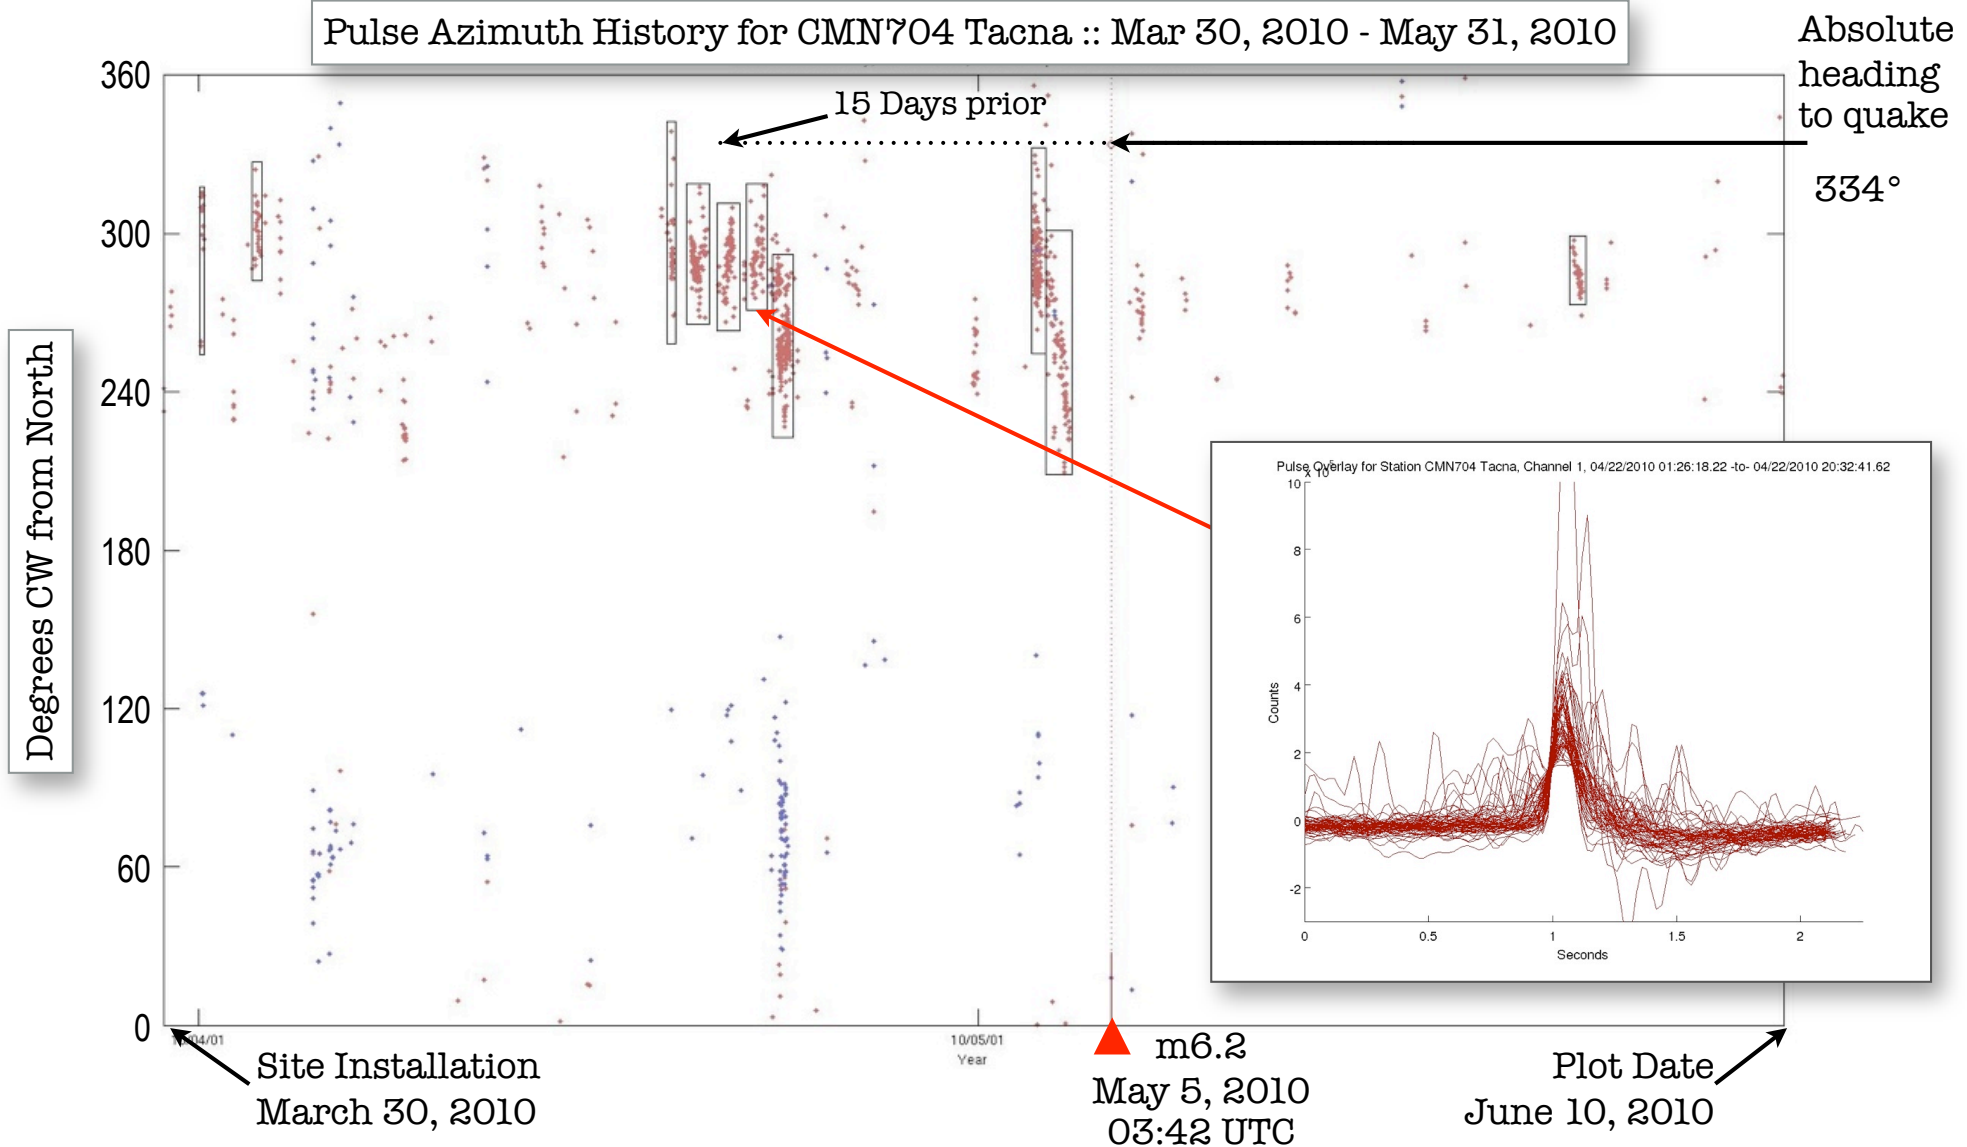 Pulse Azimuth History for CMN704 Tacna :: Mar 30, 2010 - May 31, 2010
Absolute
heading
to quake
334°
15 Days prior
Degrees CW from North
360
300
240
180
120
60
0
/04/01
10/05/01
Year
Site Installation
March 30, 2010
m6.2
May 5, 2010
03:42 UTC
Plot Date
June 10, 2010
Pulse Overlay for Station CMN704 Tacna, Channel 1, 04/22/2010 01:26:18.22 -to- 04/22/2010 20:32:41.62
x 10
10
8
6
4
2
0
-2
Counts
0
0.5
1
1.5
2
Seconds